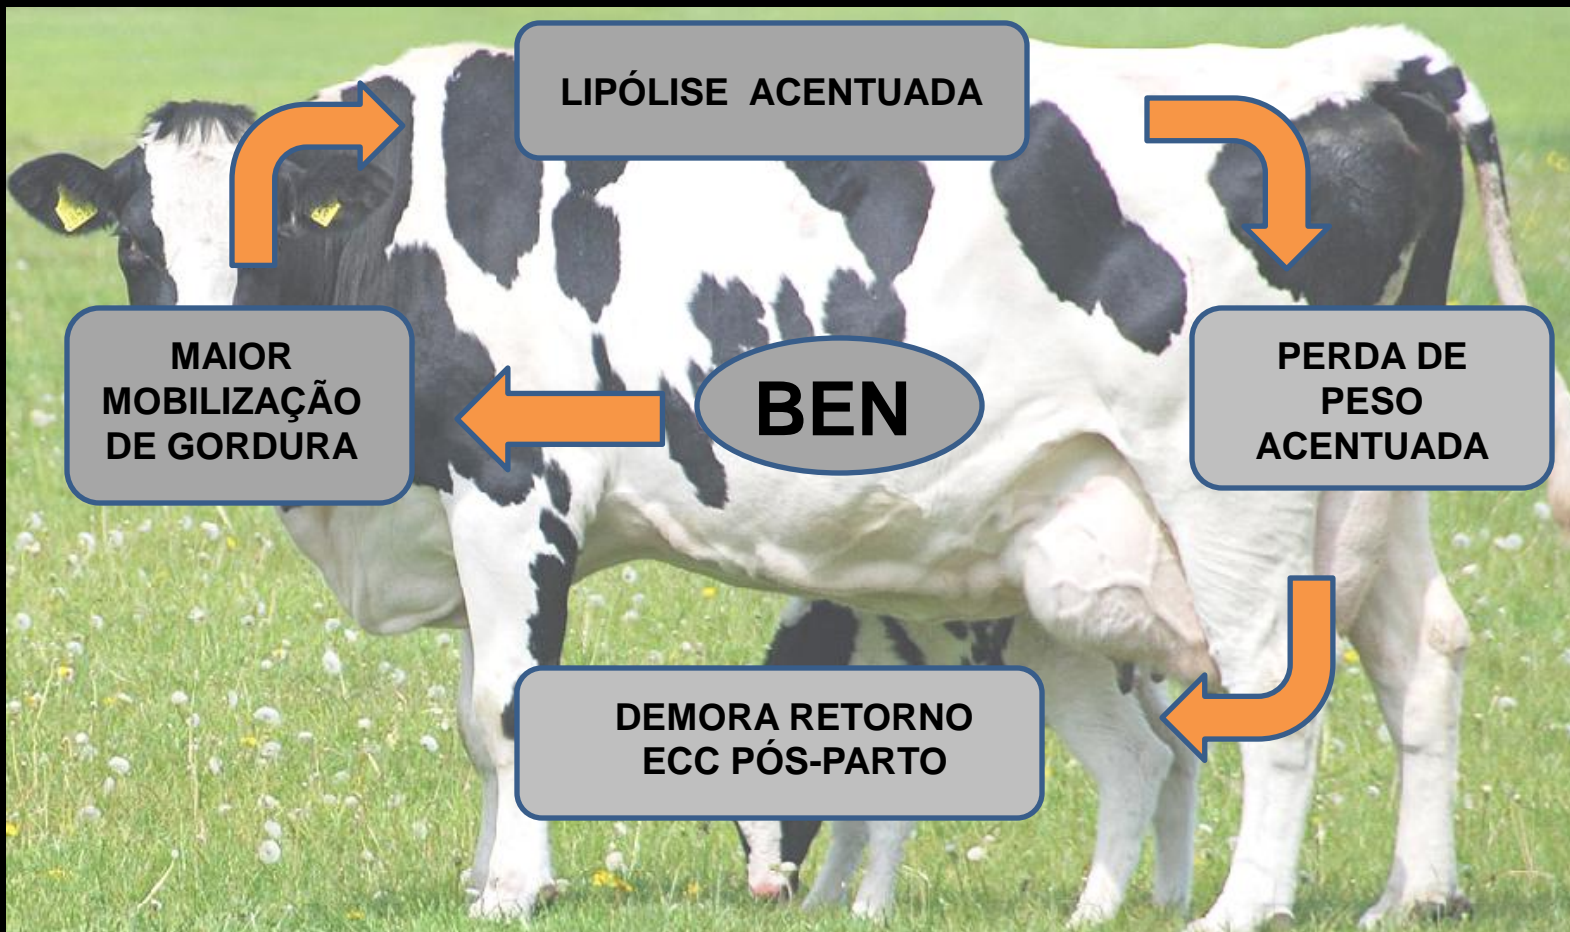 LIPÓLISE ACENTUADA
MAIOR
MOBILIZAÇÃO
DE GORDURA
BEN
PERDA DE
PESO
ACENTUADA
DEMORA RETORNO
ECC PÓS-PARTO